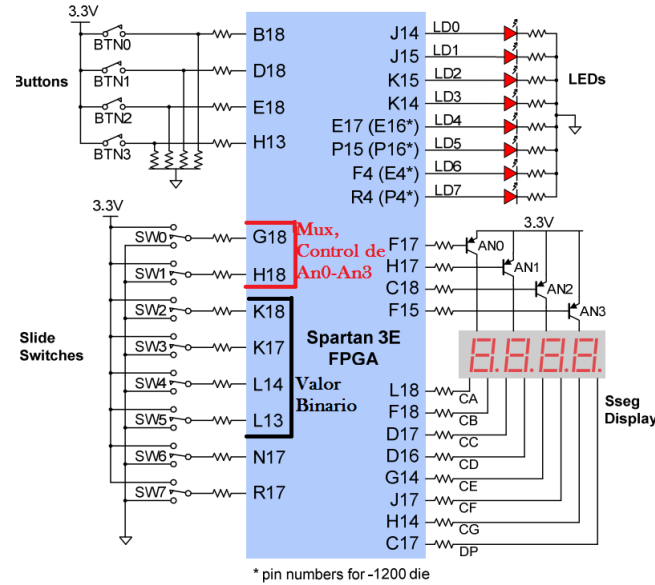 3.3V
BTN0
BTN1
BTN2
BTN3
Buttons
B18
D18
E18
H13
J14
J15
K15
K14
E17 (E16*)
P15 (P16*)
F4 (E4*)
R4 (P4*)
LD0
LD1
LD2
LD3
LD4
LD5
LD6
LD7
LEDs
3.3V
SW0
SW1
SW2
SW3
SW4
SW5
SW6
SW7
Slide
Switches
G18
H18
K18
K17
L14
L13
N17
R17
Mux,
Control de
An0-An3
Valor
Binario
Spartan 3E
FPGA
F17
H17
C18
F15
3.3V
AN0
AN1
AN2
AN3
8.8.8.8.
L18
F18
D17
D16
G14
J17
H14
C17
CA
CB
CC
CD
CE
CF
CG
DP
Sseg
Display
* pin numbers for -1200 die